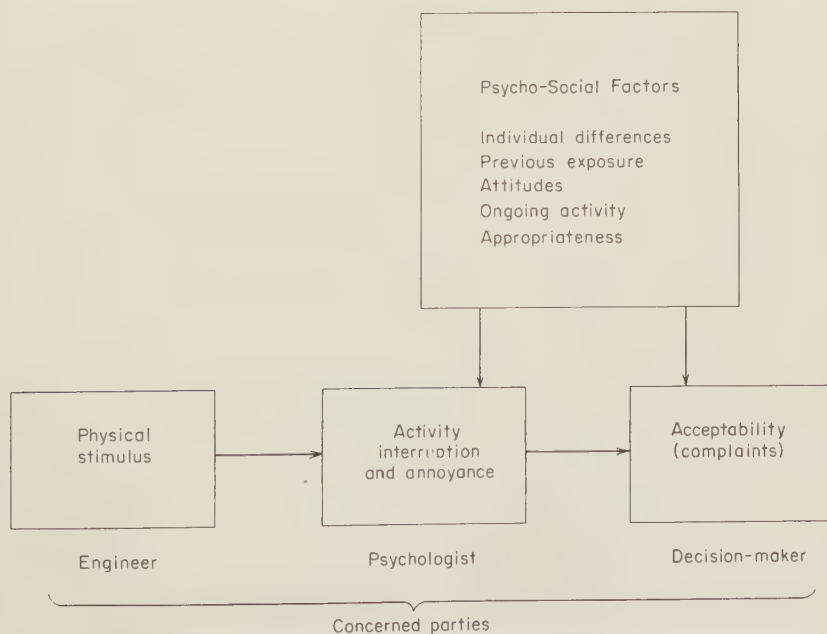 Psycho-Social Factors
Individual differences
Previous exposure
Attitudes
Ongoing activity
Appropriateness
Physical
stimulus
Activity
interruption
and annoyance
Acceptability
(complaints)
Engineer
Psychologist
Decision-maker
Concerned parties